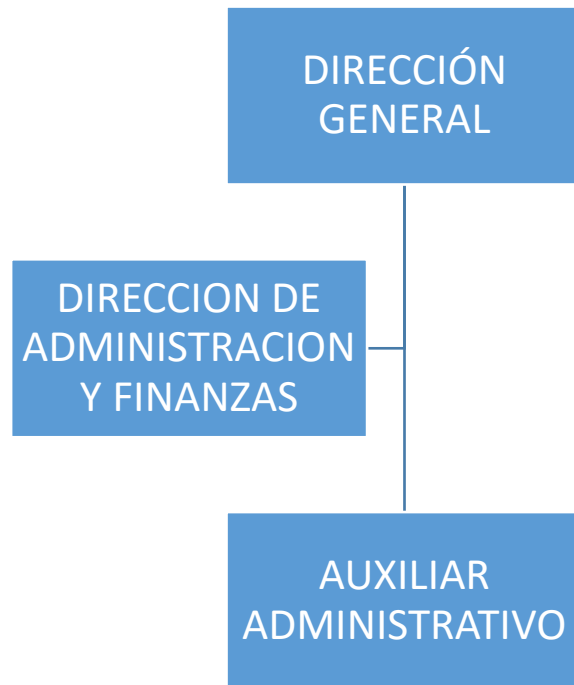 DIRECCIÓN
GENERAL
DIRECCION DE
ADMINISTRACION
Y FINANZAS
AUXILIAR
ADMINISTRATIVO